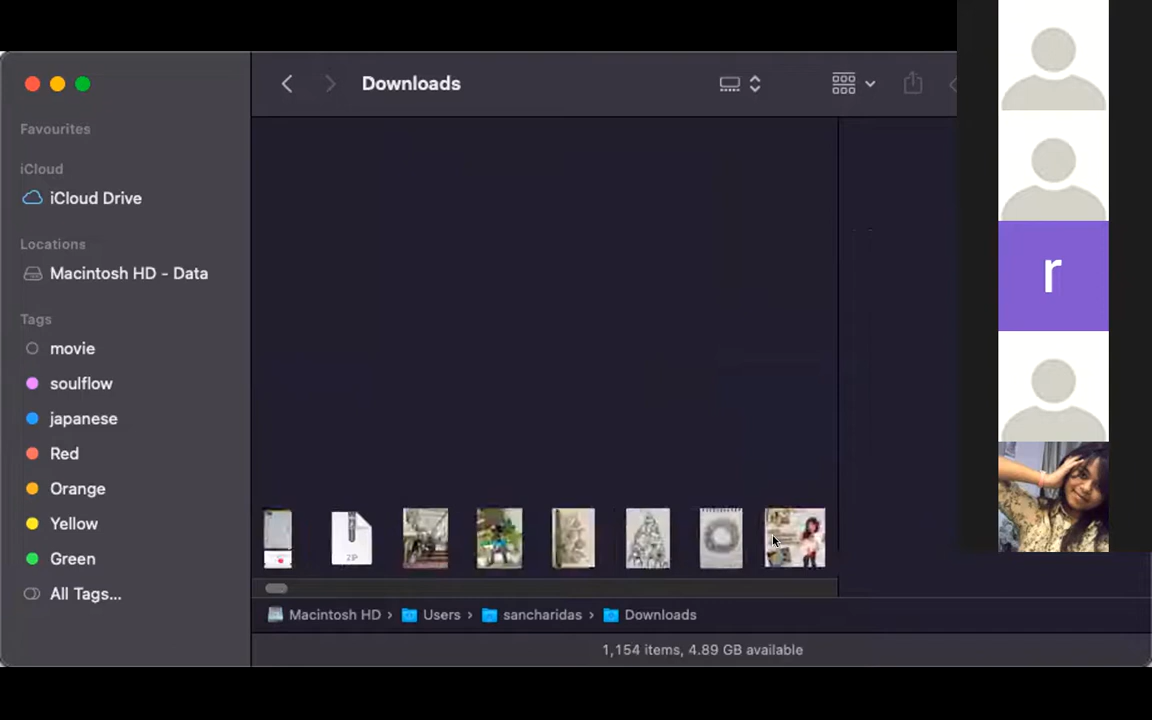 Downloads
Favourites
iCloud
iCloud Drive
Locations
Macintosh HD - Data
Tags
movie
soulflow
japanese
Red
Orange
Yellow
Green
All Tags...
ZIP
Macintosh HD › Users › sancharidas › Downloads
1,154 items, 4.89 GB available
r